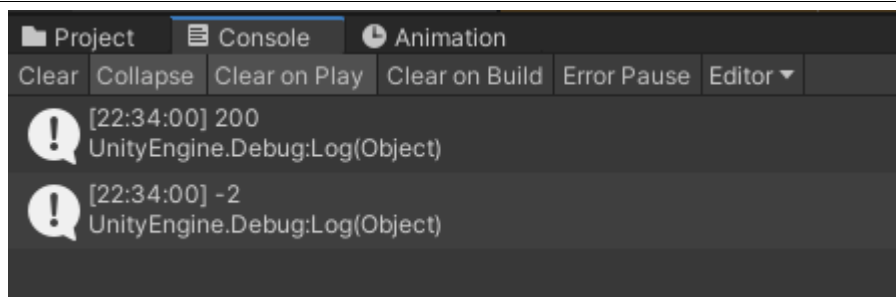 Project Console Animation
Clear Collapse Clear on Play Clear on Build Error Pause Editor
[22:34:00] 200
UnityEngine.Debug:Log(Object)
[22:34:00] -2
UnityEngine.Debug:Log(Object)